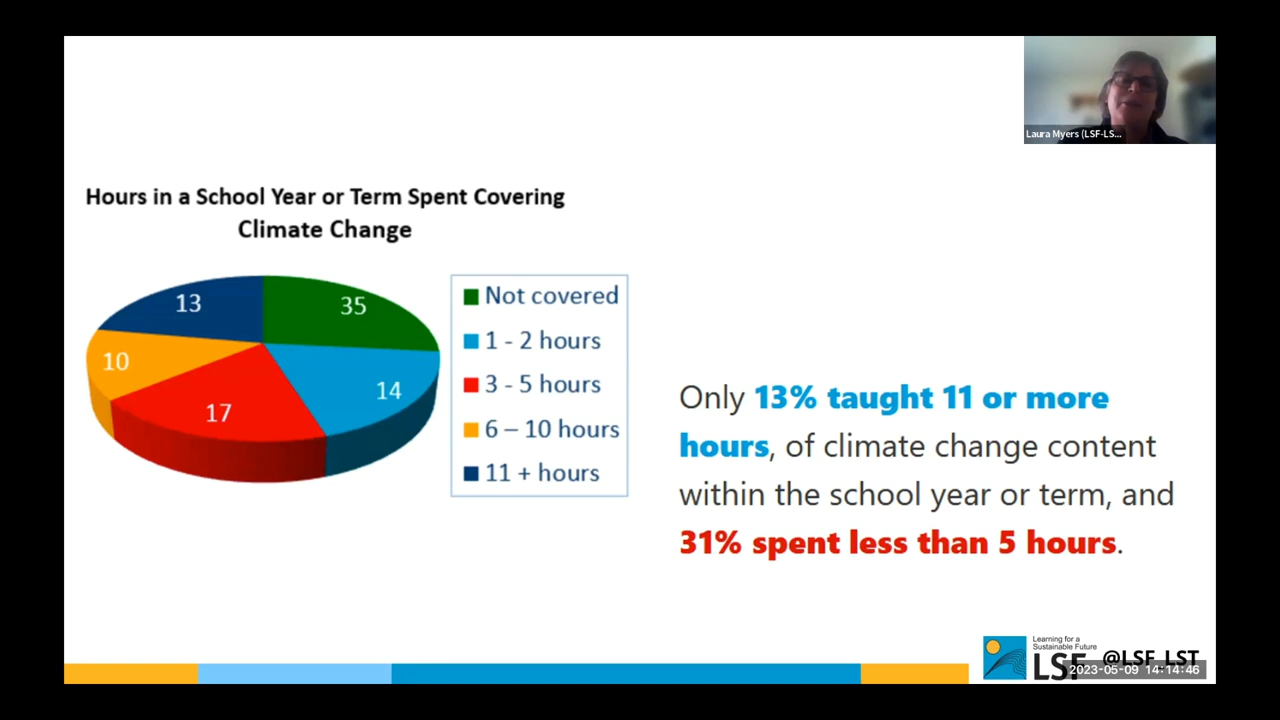 Laura Myers (LSF-LS...
Hours in a School Year or Term Spent Covering
Climate Change
13
35
10
14
17
Not covered
1 - 2 hours
3 - 5 hours
6 – 10 hours
11 + hours
Only 13% taught 11 or more
hours, of climate change content
within the school year or term, and
31% spent less than 5 hours.
Learning for a
Sustainable Future
LSF
@LSF_LST
2023-05-09 14:14:46